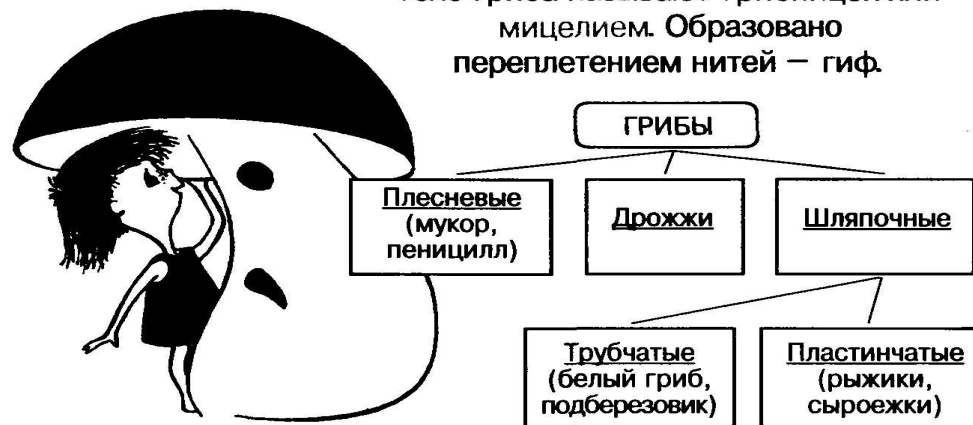 мицелием. Образовано
переплетением нитей — гиф.
ГРИБЫ
Плесневые
(мукор,
пеницилл)
Дрожжи
Шляпочные
Трубчатые
(белый гриб,
подберезовик)
Пластинчатые
(рыжики,
сыроежки)